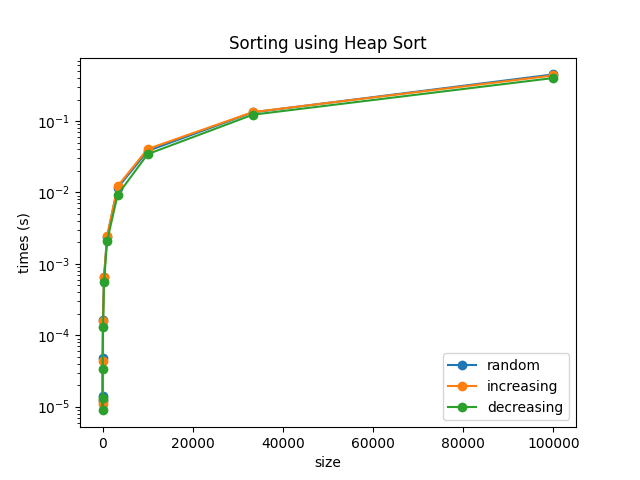 Sorting using Heap Sort
times (s)
10⁻¹
10⁻²
10⁻³
10⁻⁴
10⁻⁵
random
increasing
decreasing
0 20000 40000 60000 80000 100000
size